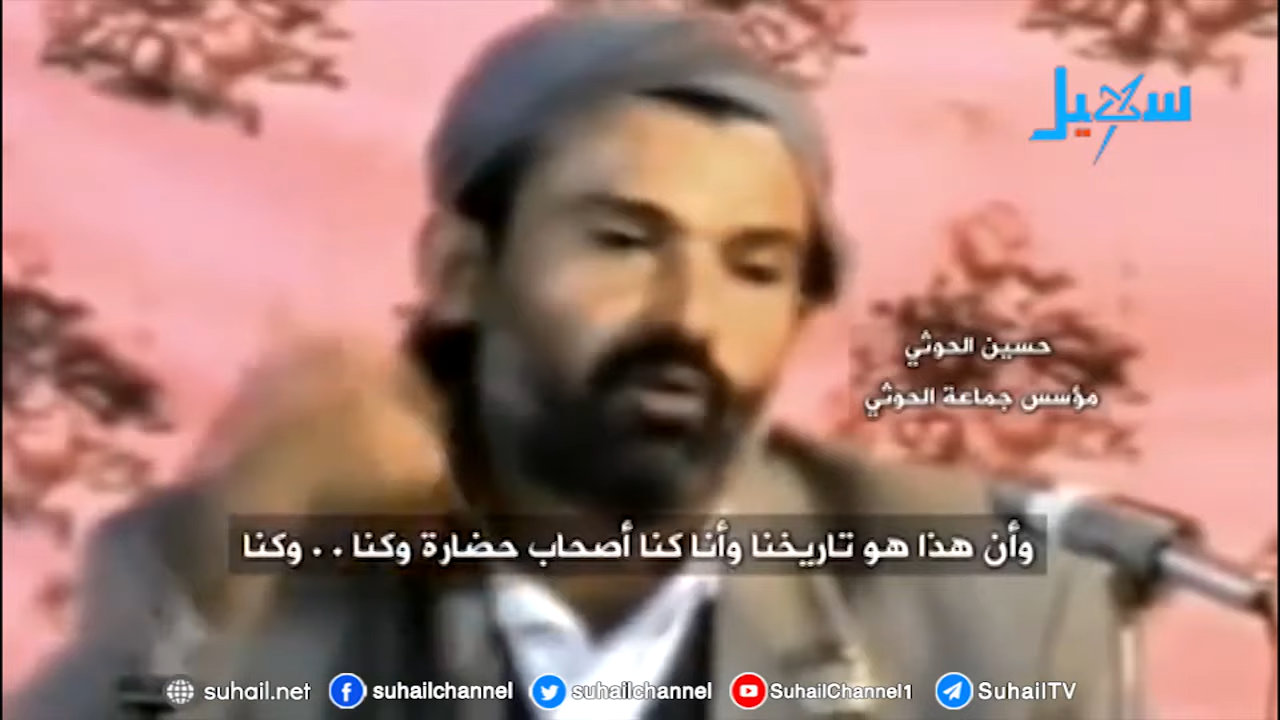 سهيل
حسين الحوثي
مؤسس جماعة الحوثي
وأن هذا هو تاريخنا وأنا كنا أصحاب حضارة وكنا . . وكنا
suhail.net suhailchannel suhailchannel SuhailChannel1 SuhailTV